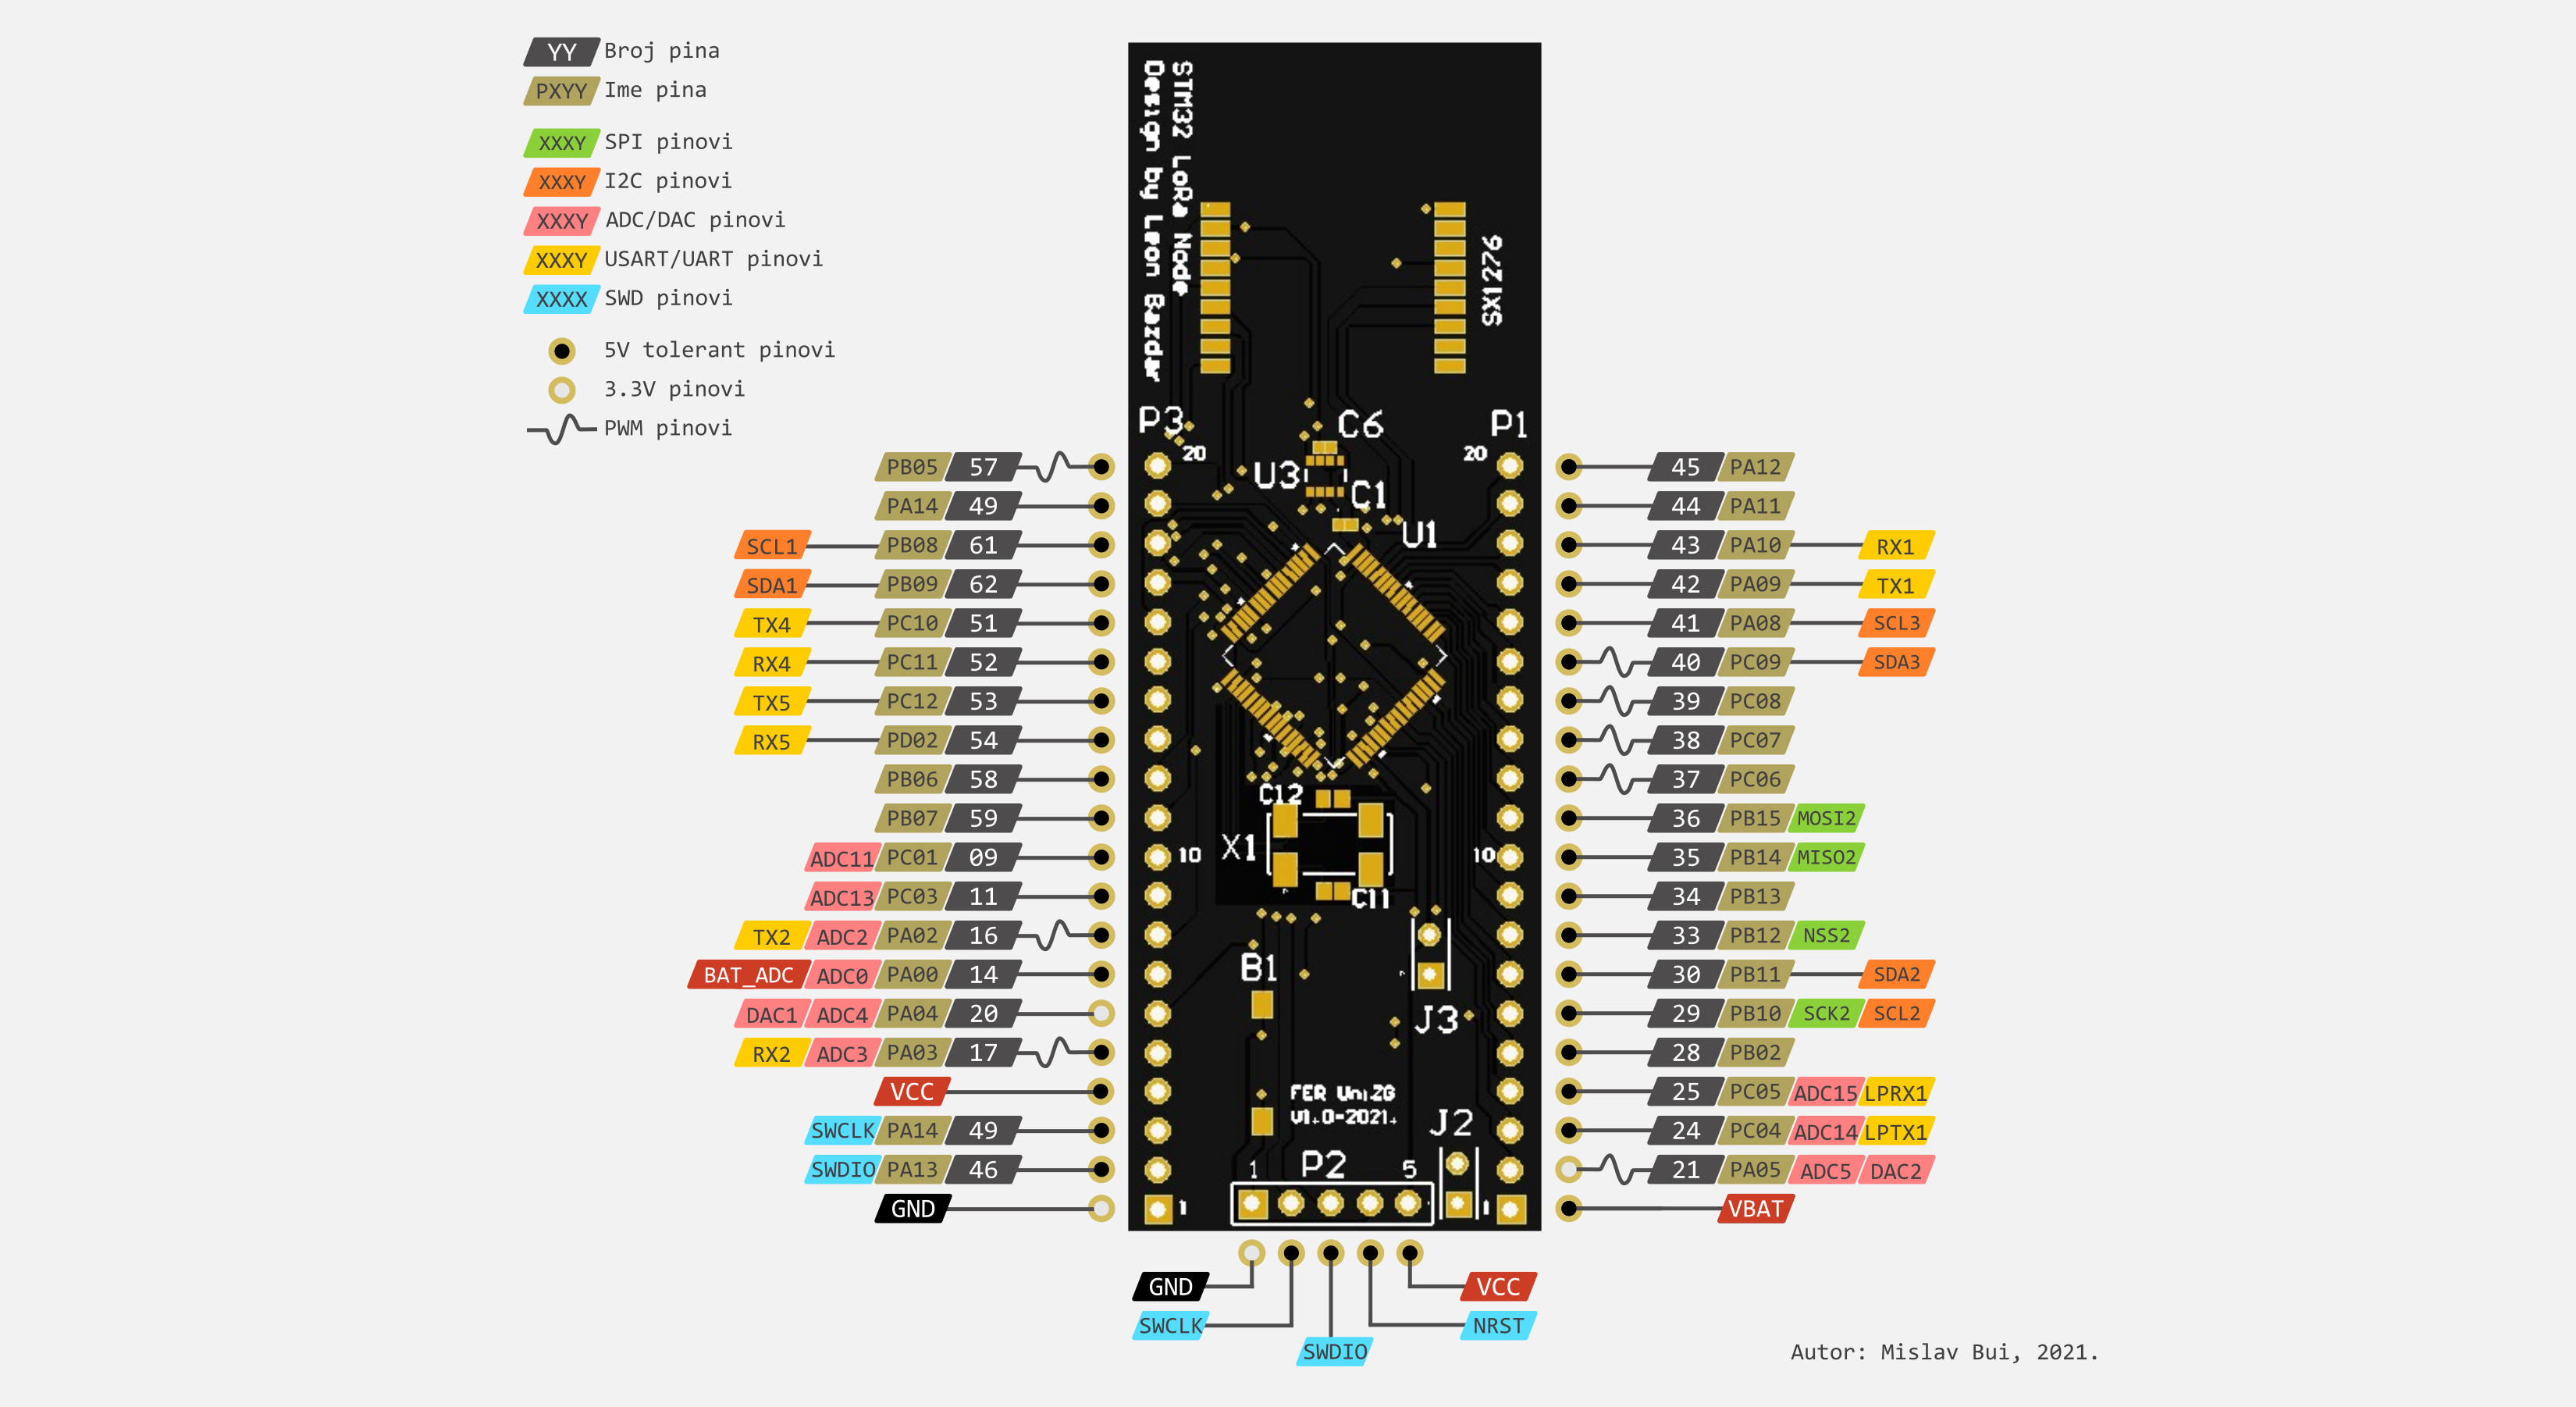 YY Broj pina
PXYY Ime pina
XXXY SPI pinovi
XXXY I2C pinovi
XXXY ADC/DAC pinovi
XXXY USART/UART pinovi
XXXX SWD pinovi
5V tolerant pinovi
3.3V pinovi
PWM pinovi
STM32 LoRa Node
Design by Leon Bazdar
SX1276
P3
20
C6
P1
20
U3
C1
U1
C12
X1
10
10
C11
B1
J3
FER UniZG
V1.0-2021.
J2
1 P2 5
1
1
PB05 57
PA14 49
SCL1 PB08 61
SDA1 PB09 62
TX4 PC10 51
RX4 PC11 52
TX5 PC12 53
RX5 PD02 54
PB06 58
PB07 59
ADC11 PC01 09
ADC13 PC03 11
TX2 ADC2 PA02 16
BAT_ADC ADC0 PA00 14
DAC1 ADC4 PA04 20
RX2 ADC3 PA03 17
VCC
SWCLK PA14 49
SWDIO PA13 46
GND
45 PA12
44 PA11
43 PA10 RX1
42 PA09 TX1
41 PA08 SCL3
40 PC09 SDA3
39 PC08
38 PC07
37 PC06
36 PB15 MOSI2
35 PB14 MISO2
34 PB13
33 PB12 NSS2
30 PB11 SDA2
29 PB10 SCK2 SCL2
28 PB02
25 PC05 ADC15 LPRX1
24 PC04 ADC14 LPTX1
21 PA05 ADC5 DAC2
VBAT
GND
VCC
SWCLK
NRST
SWDIO
Autor: Mislav Bui, 2021.